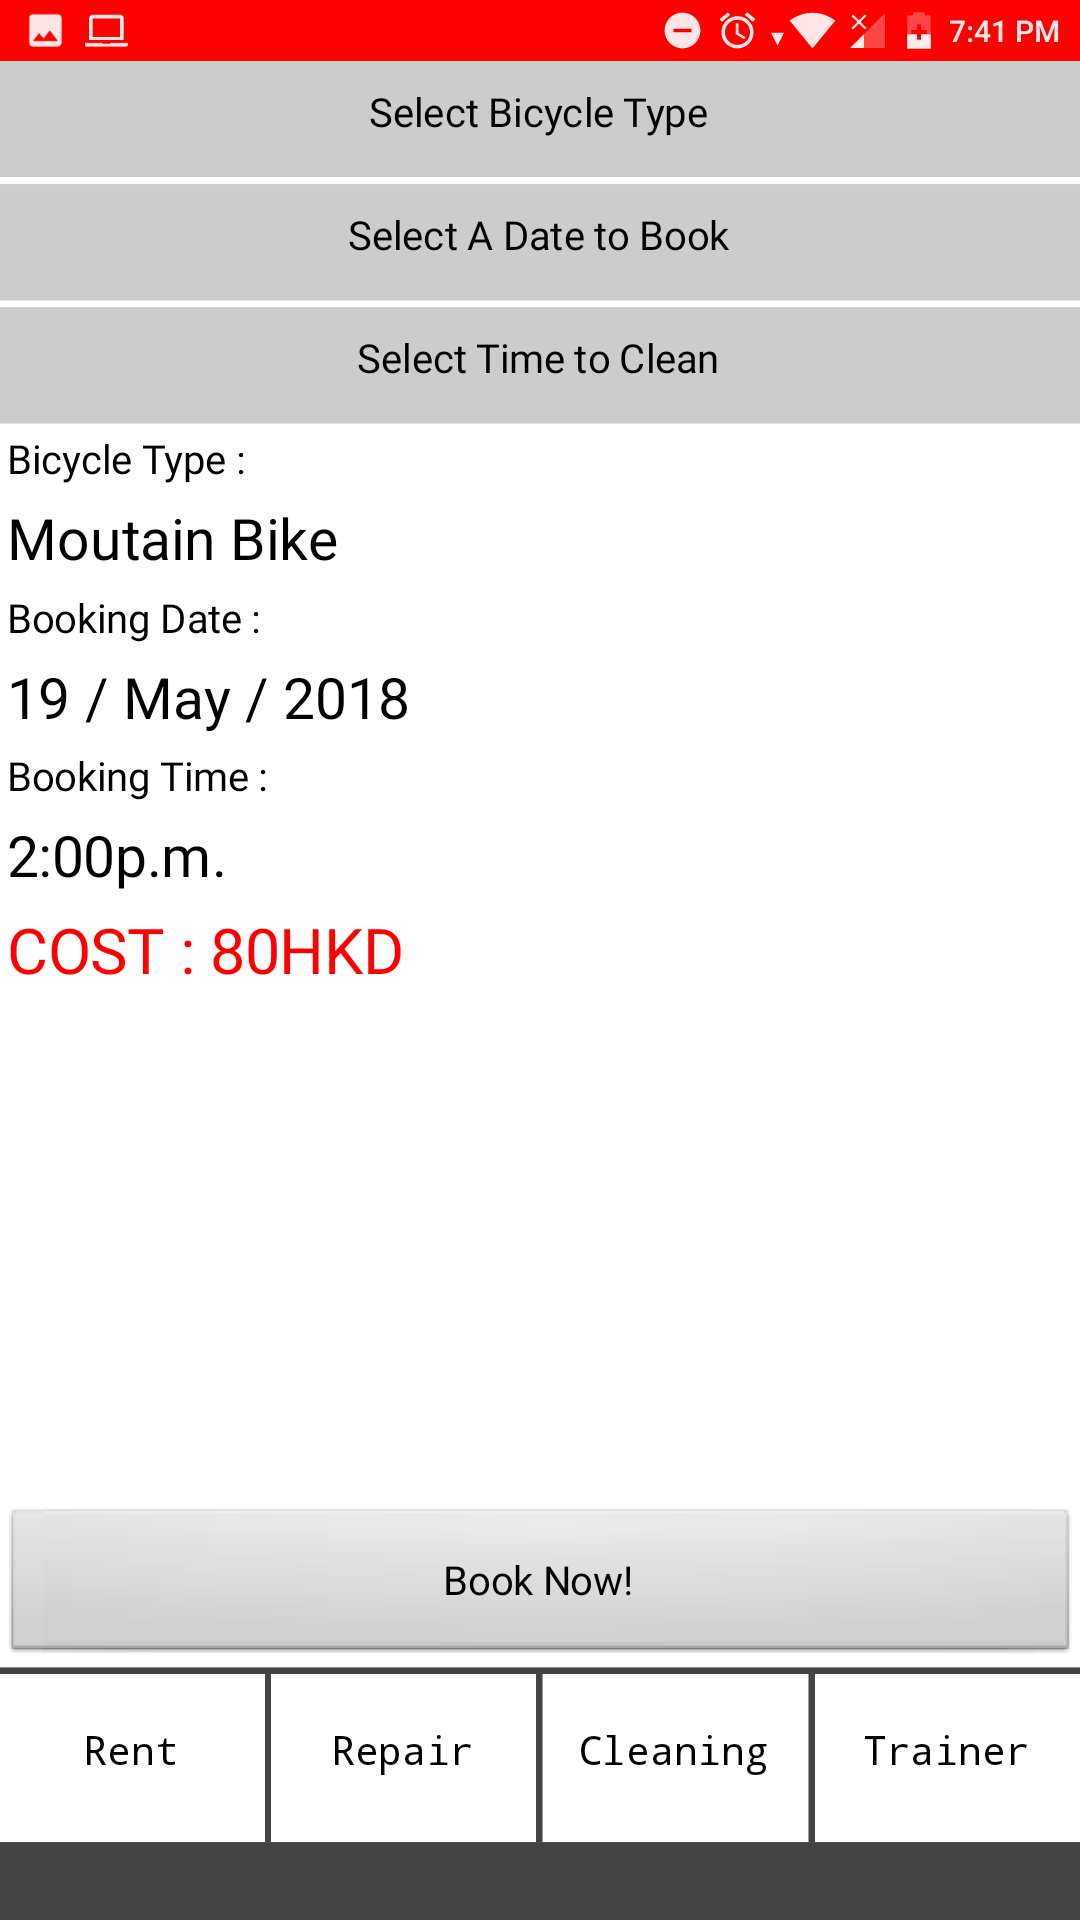 7:41 PM
Select Bicycle Type
Select A Date to Book
Select Time to Clean
Bicycle Type :
Moutain Bike
Booking Date :
19 / May / 2018
Booking Time :
2:00p.m.
COST : 80HKD
Book Now!
Rent Repair Cleaning Trainer